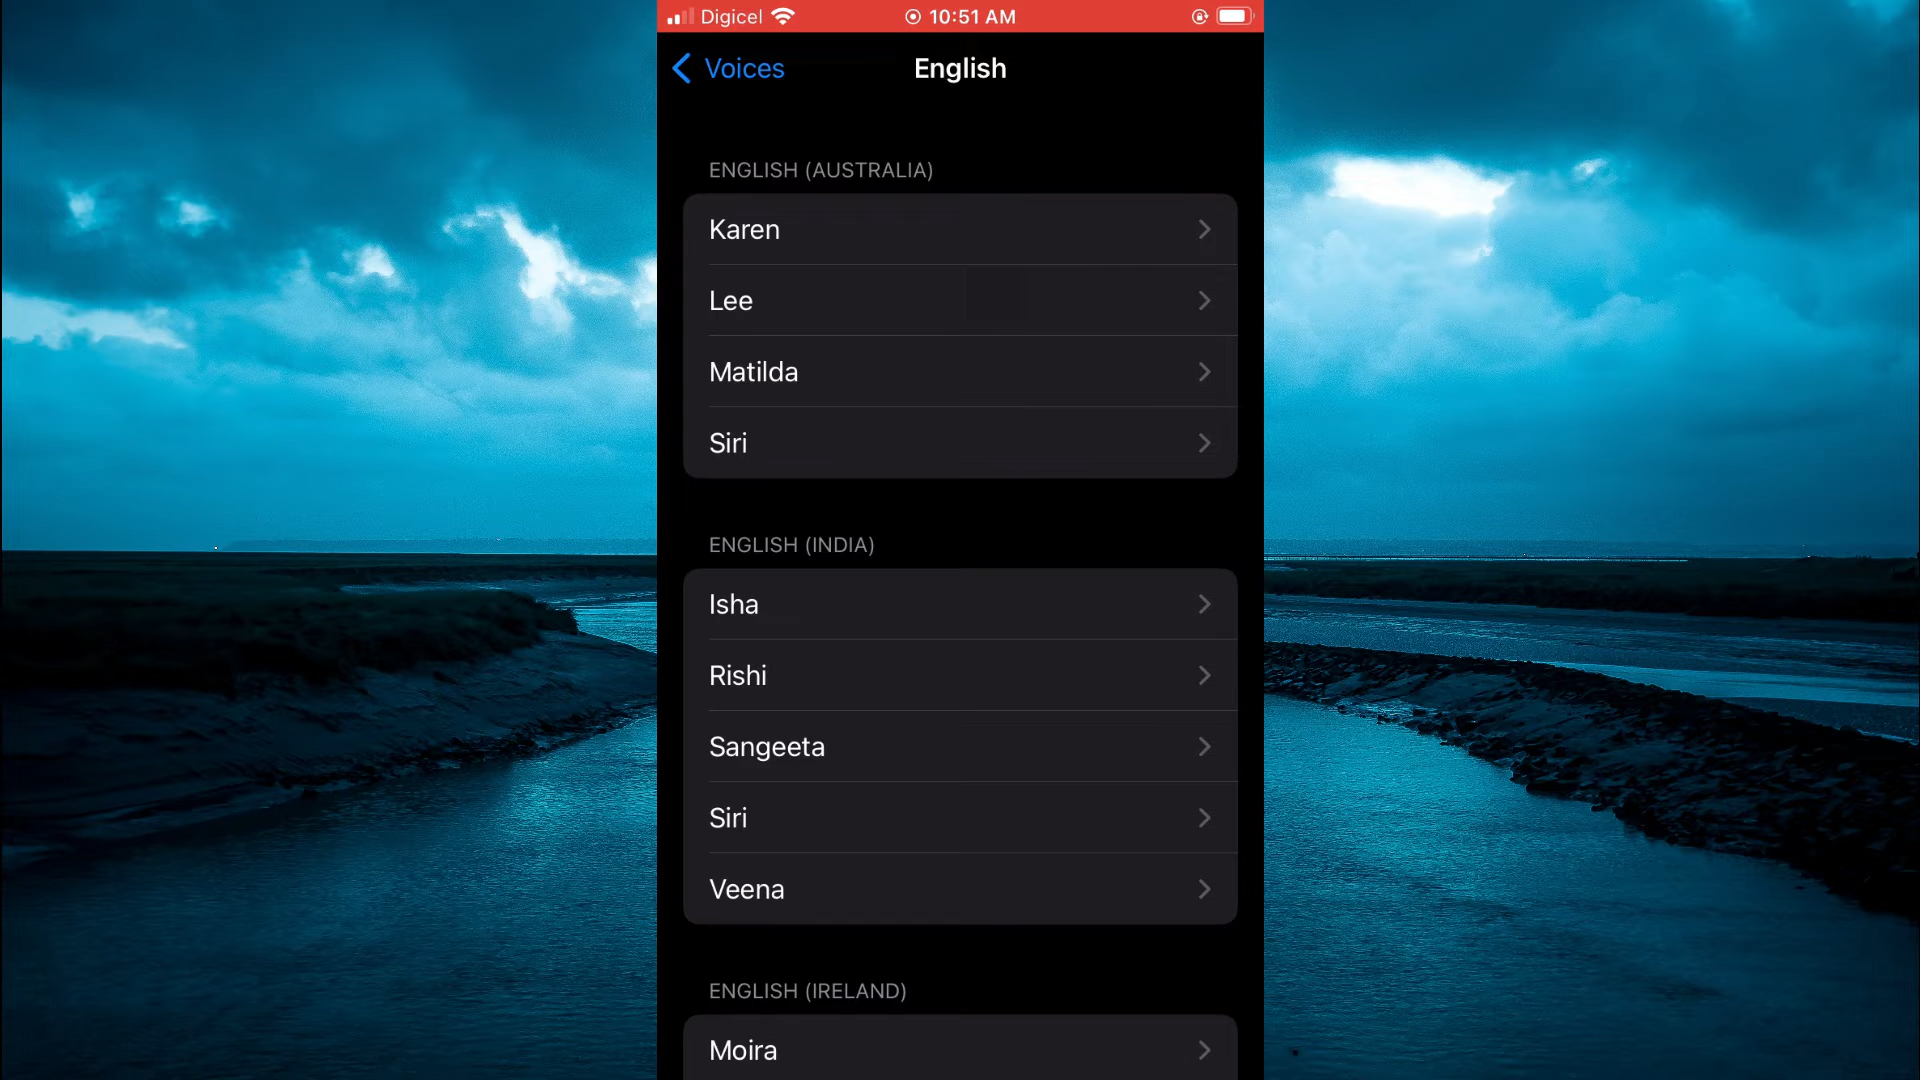 Digicel 10:51 AM
Voices English
ENGLISH (AUSTRALIA)
Karen
Lee
Matilda
Siri
ENGLISH (INDIA)
Isha
Rishi
Sangeeta
Siri
Veena
ENGLISH (IRELAND)
Moira